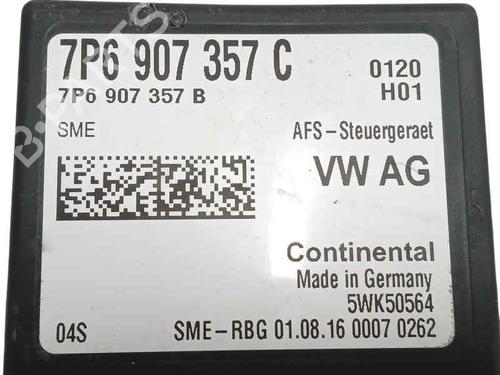 7P6 907 357 C
0120
7P6 907 357 B
H01
SME
AFS-Steuergeraet
VW AG
Continental
Made in Germany
5WK50564
04S
SME-RBG 01.08.16 0007 0262
B-PARTS